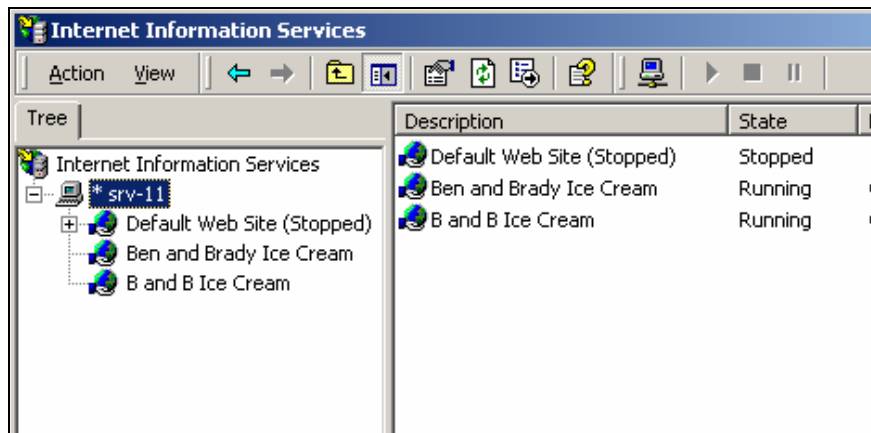 Internet Information Services
Action View
Tree
Internet Information Services
* srv-11
Default Web Site (Stopped)
Ben and Brady Ice Cream
B and B Ice Cream
Description State
Default Web Site (Stopped) Stopped
Ben and Brady Ice Cream Running
B and B Ice Cream Running